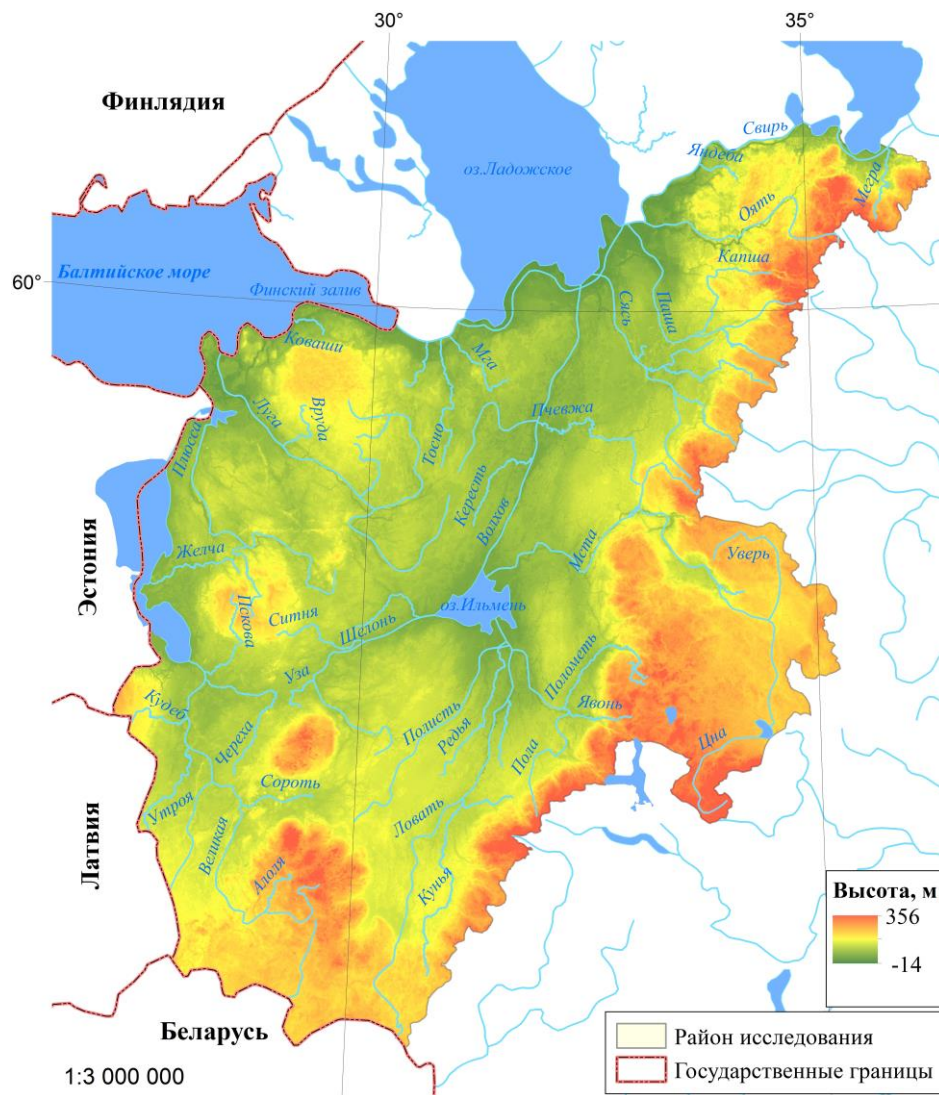 30°
35°
Финлядия
Свирь
Яндеба
оз.Ладожское
Мегра
Оять
Капша
60°
Балтийское море
Финский залив
Сясь
Паша
Коваши
Мга
Луга
Вруда
Пчевжа
Тосно
Плюсса
Кересть
Волхов
Эстония
Желча
Мста
Уверь
Пскова
Ситня
оз.Ильмень
Шелонь
Уза
Полометь
Кудеб
Явонь
Череха
Полисть
Редья
Пола
Цна
Сороть
Утроя
Ловать
Латвия
Великая
Алоля
Кунья
Высота, м
356
-14
Беларусь
Район исследования
Государственные границы
1:3 000 000